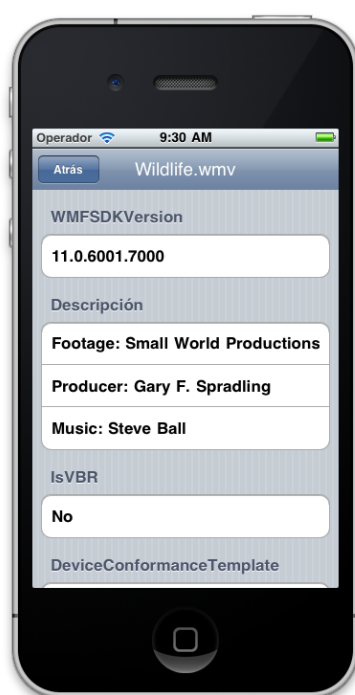 Operador 9:30 AM
Atrás Wildlife.wmv
WMFSDKVersion
11.0.6001.7000
Descripción
Footage: Small World Productions
Producer: Gary F. Spradling
Music: Steve Ball
IsVBR
No
DeviceConformanceTemplate